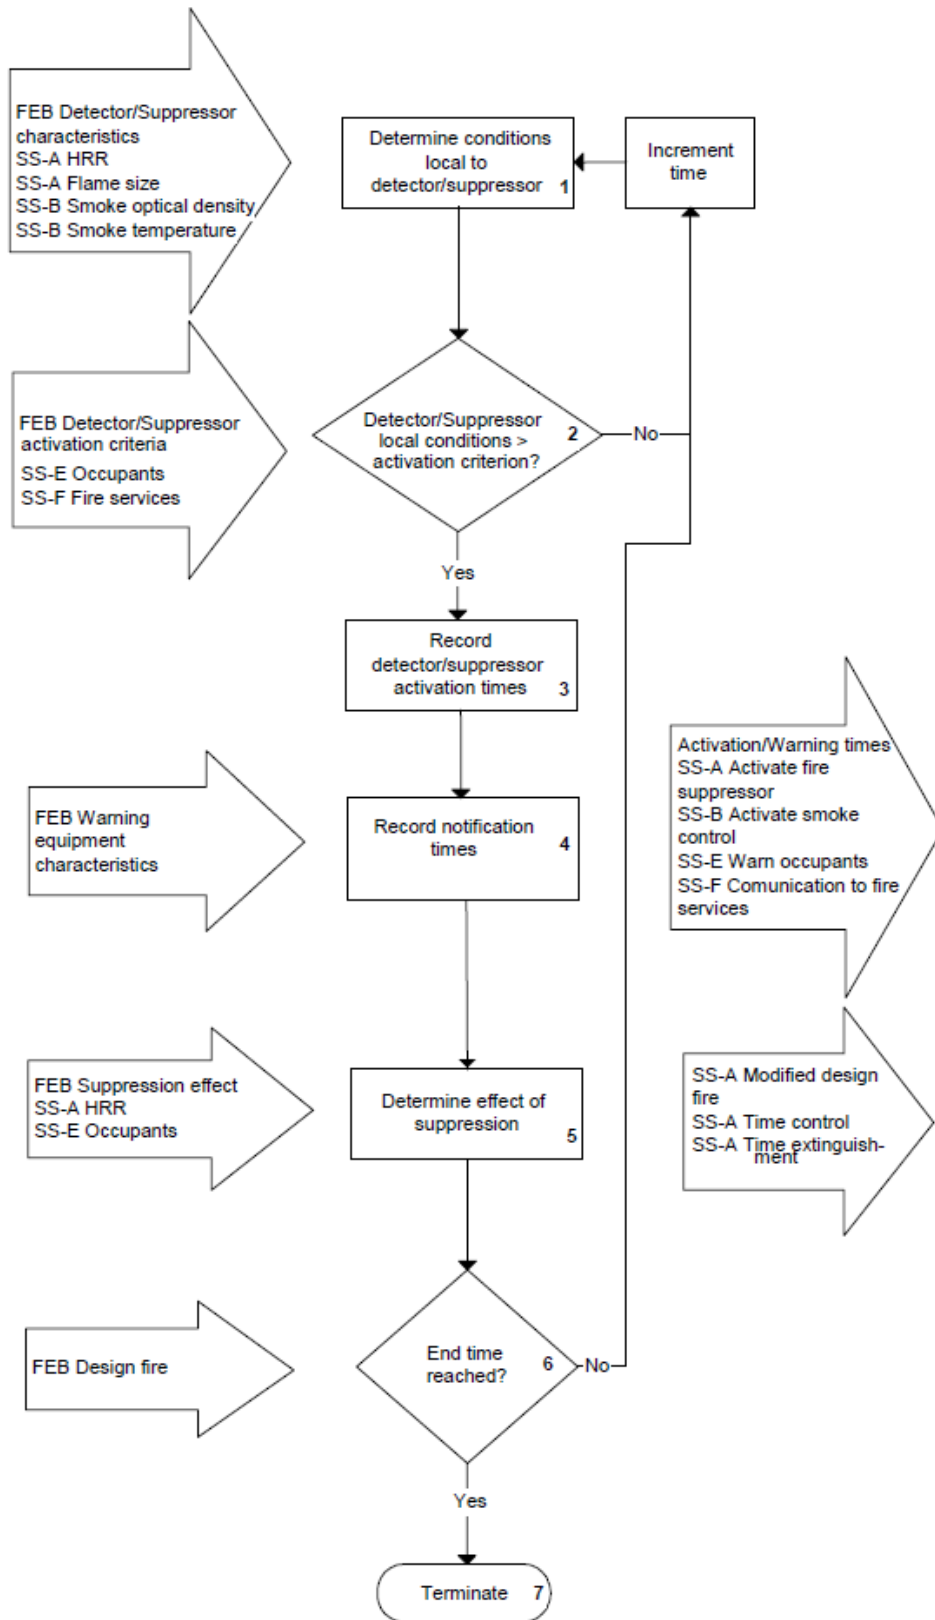 FEB Detector/Suppressor
characteristics
SS-A HRR
SS-A Flame size
SS-B Smoke optical density
SS-B Smoke temperature
Determine conditions
local to
detector/suppressor 1
Increment
time
FEB Detector/Suppressor
activation criteria
SS-E Occupants
SS-F Fire services
Detector/Suppressor
local conditions > 2
activation criterion?
No
Yes
Record
detector/suppressor
activation times 3
FEB Warning
equipment
characteristics
Record notification
times 4
Activation/Warning times
SS-A Activate fire
suppressor
SS-B Activate smoke
control
SS-E Warn occupants
SS-F Comunication to fire
services
FEB Suppression effect
SS-A HRR
SS-E Occupants
Determine effect of
suppression 5
SS-A Modified design
fire
SS-A Time control
SS-A Time extinguish-
ment
FEB Design fire
End time 6
reached?
No
Yes
Terminate 7